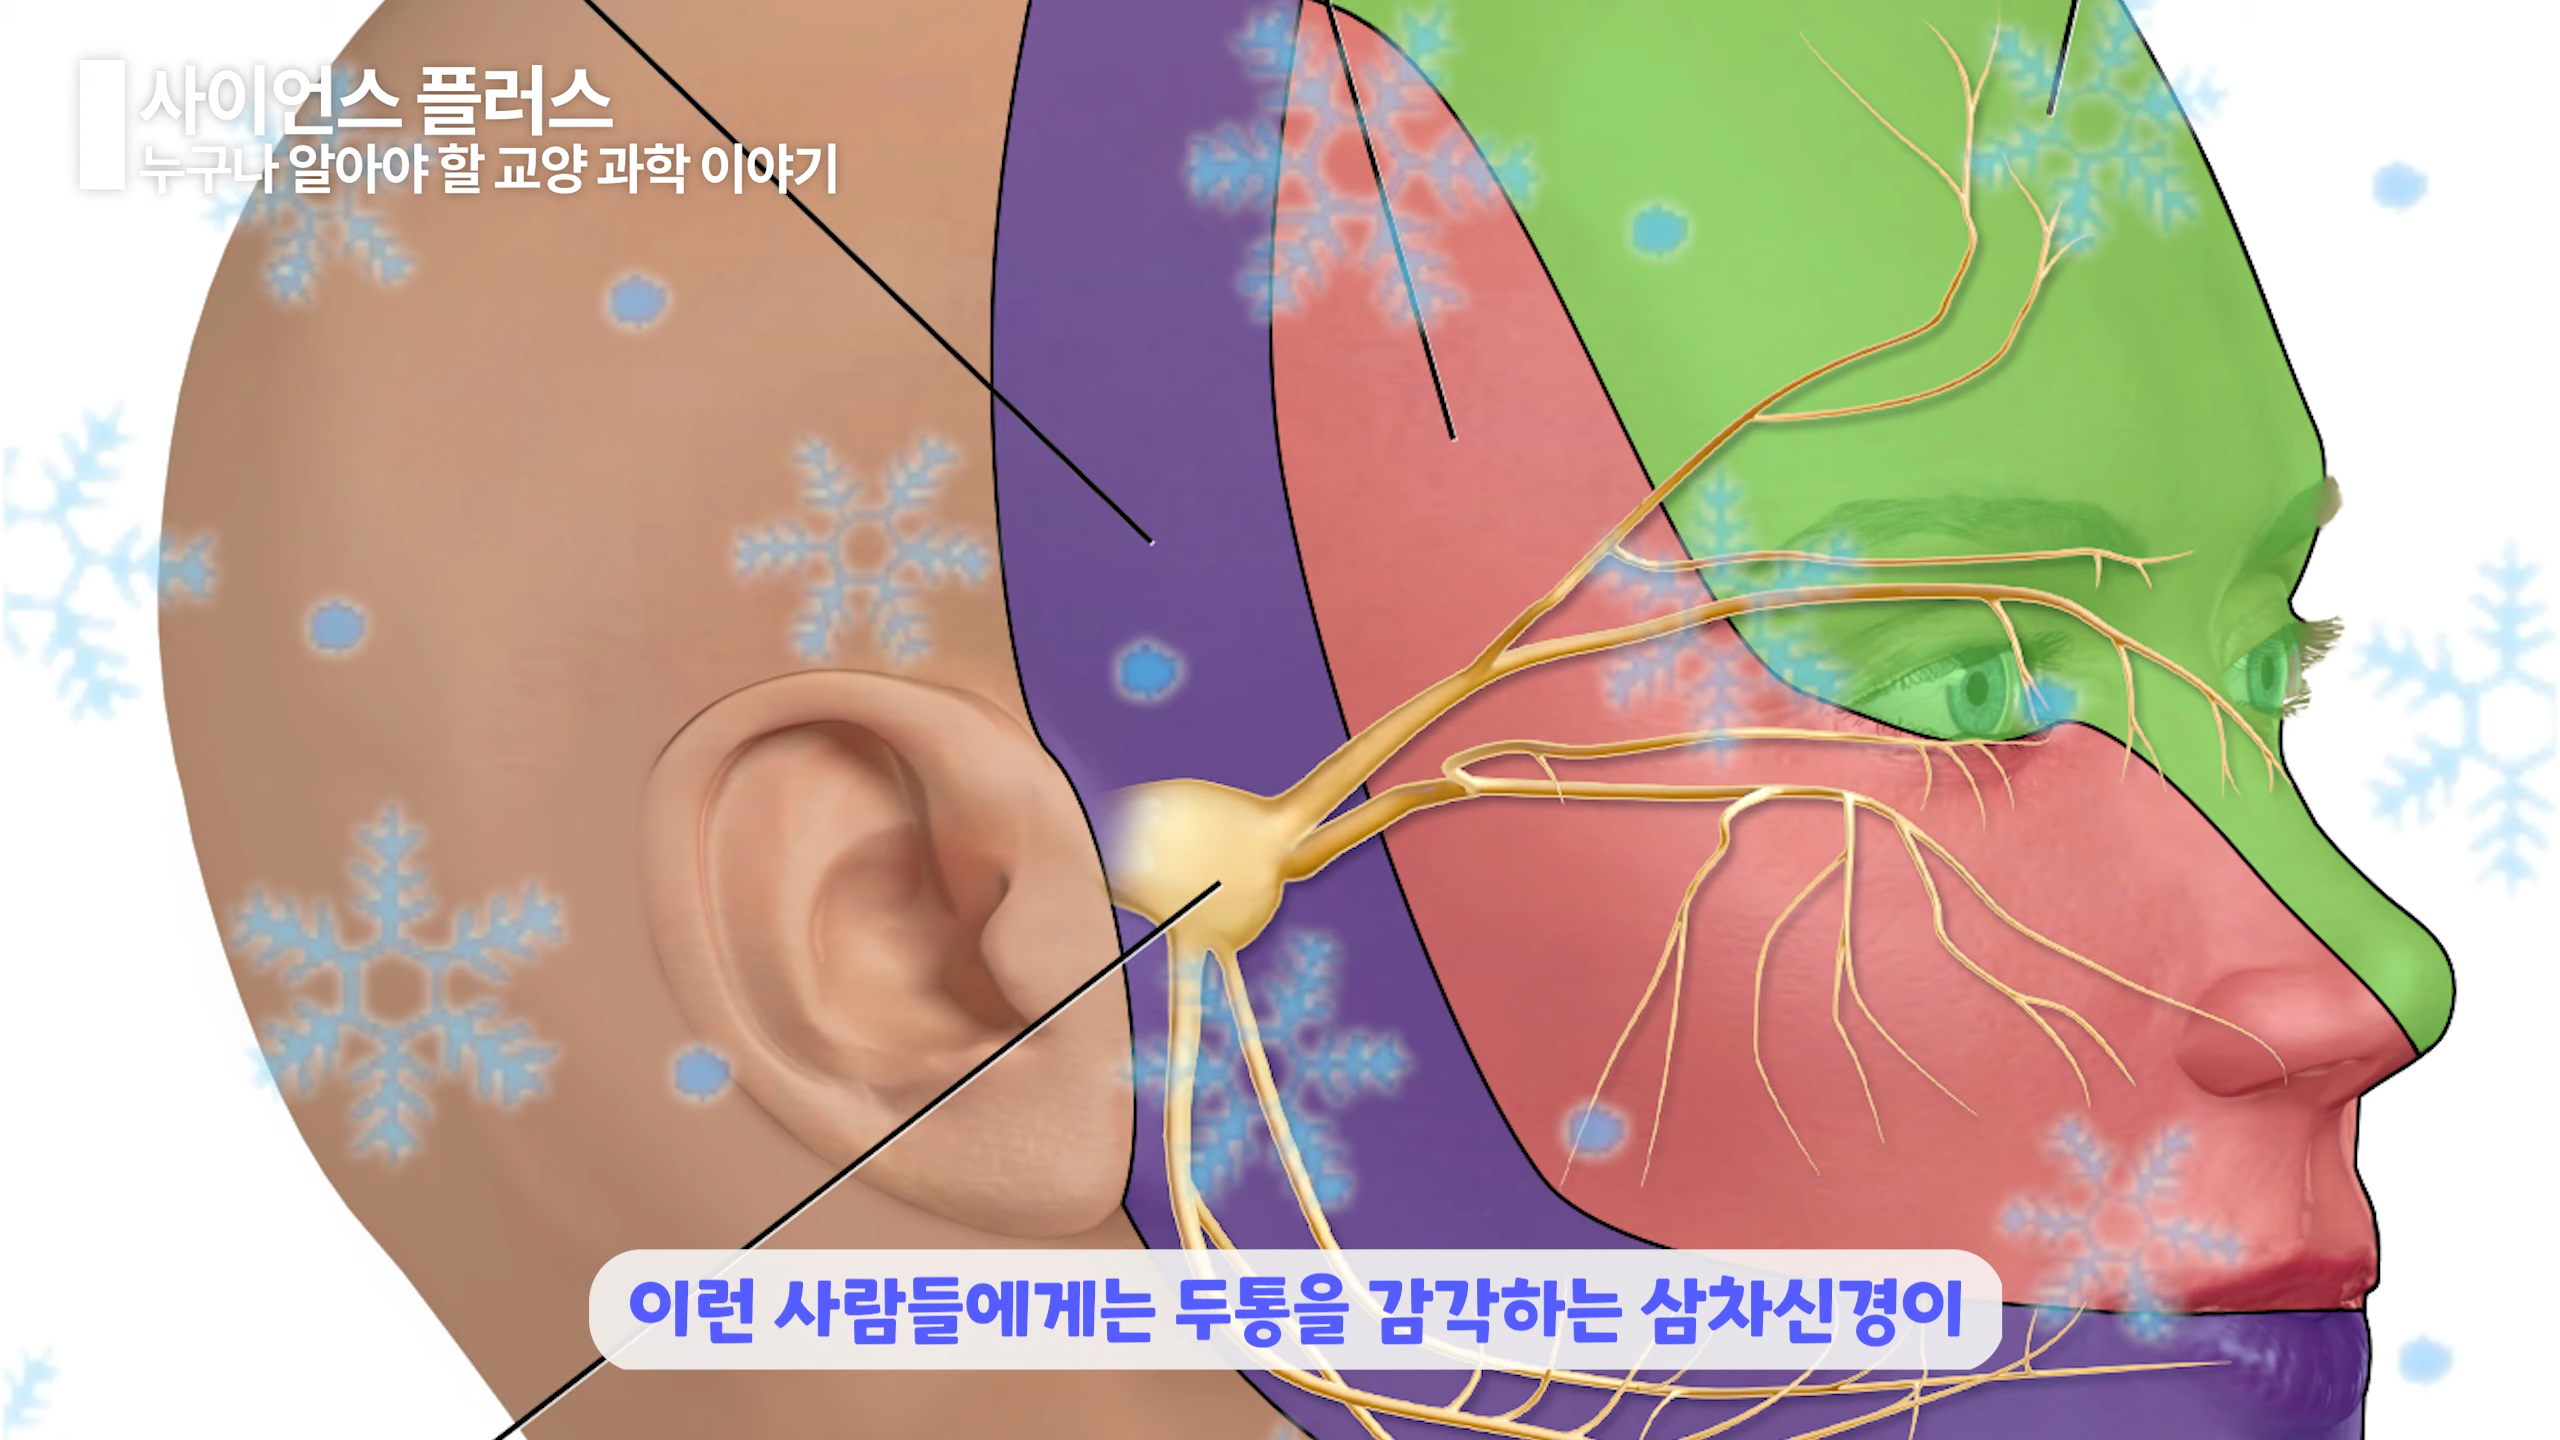 사이언스 플러스
누구나 알아야 할 교양 과학 이야기
이런 사람들에게는 두통을 감각하는 삼차신경이